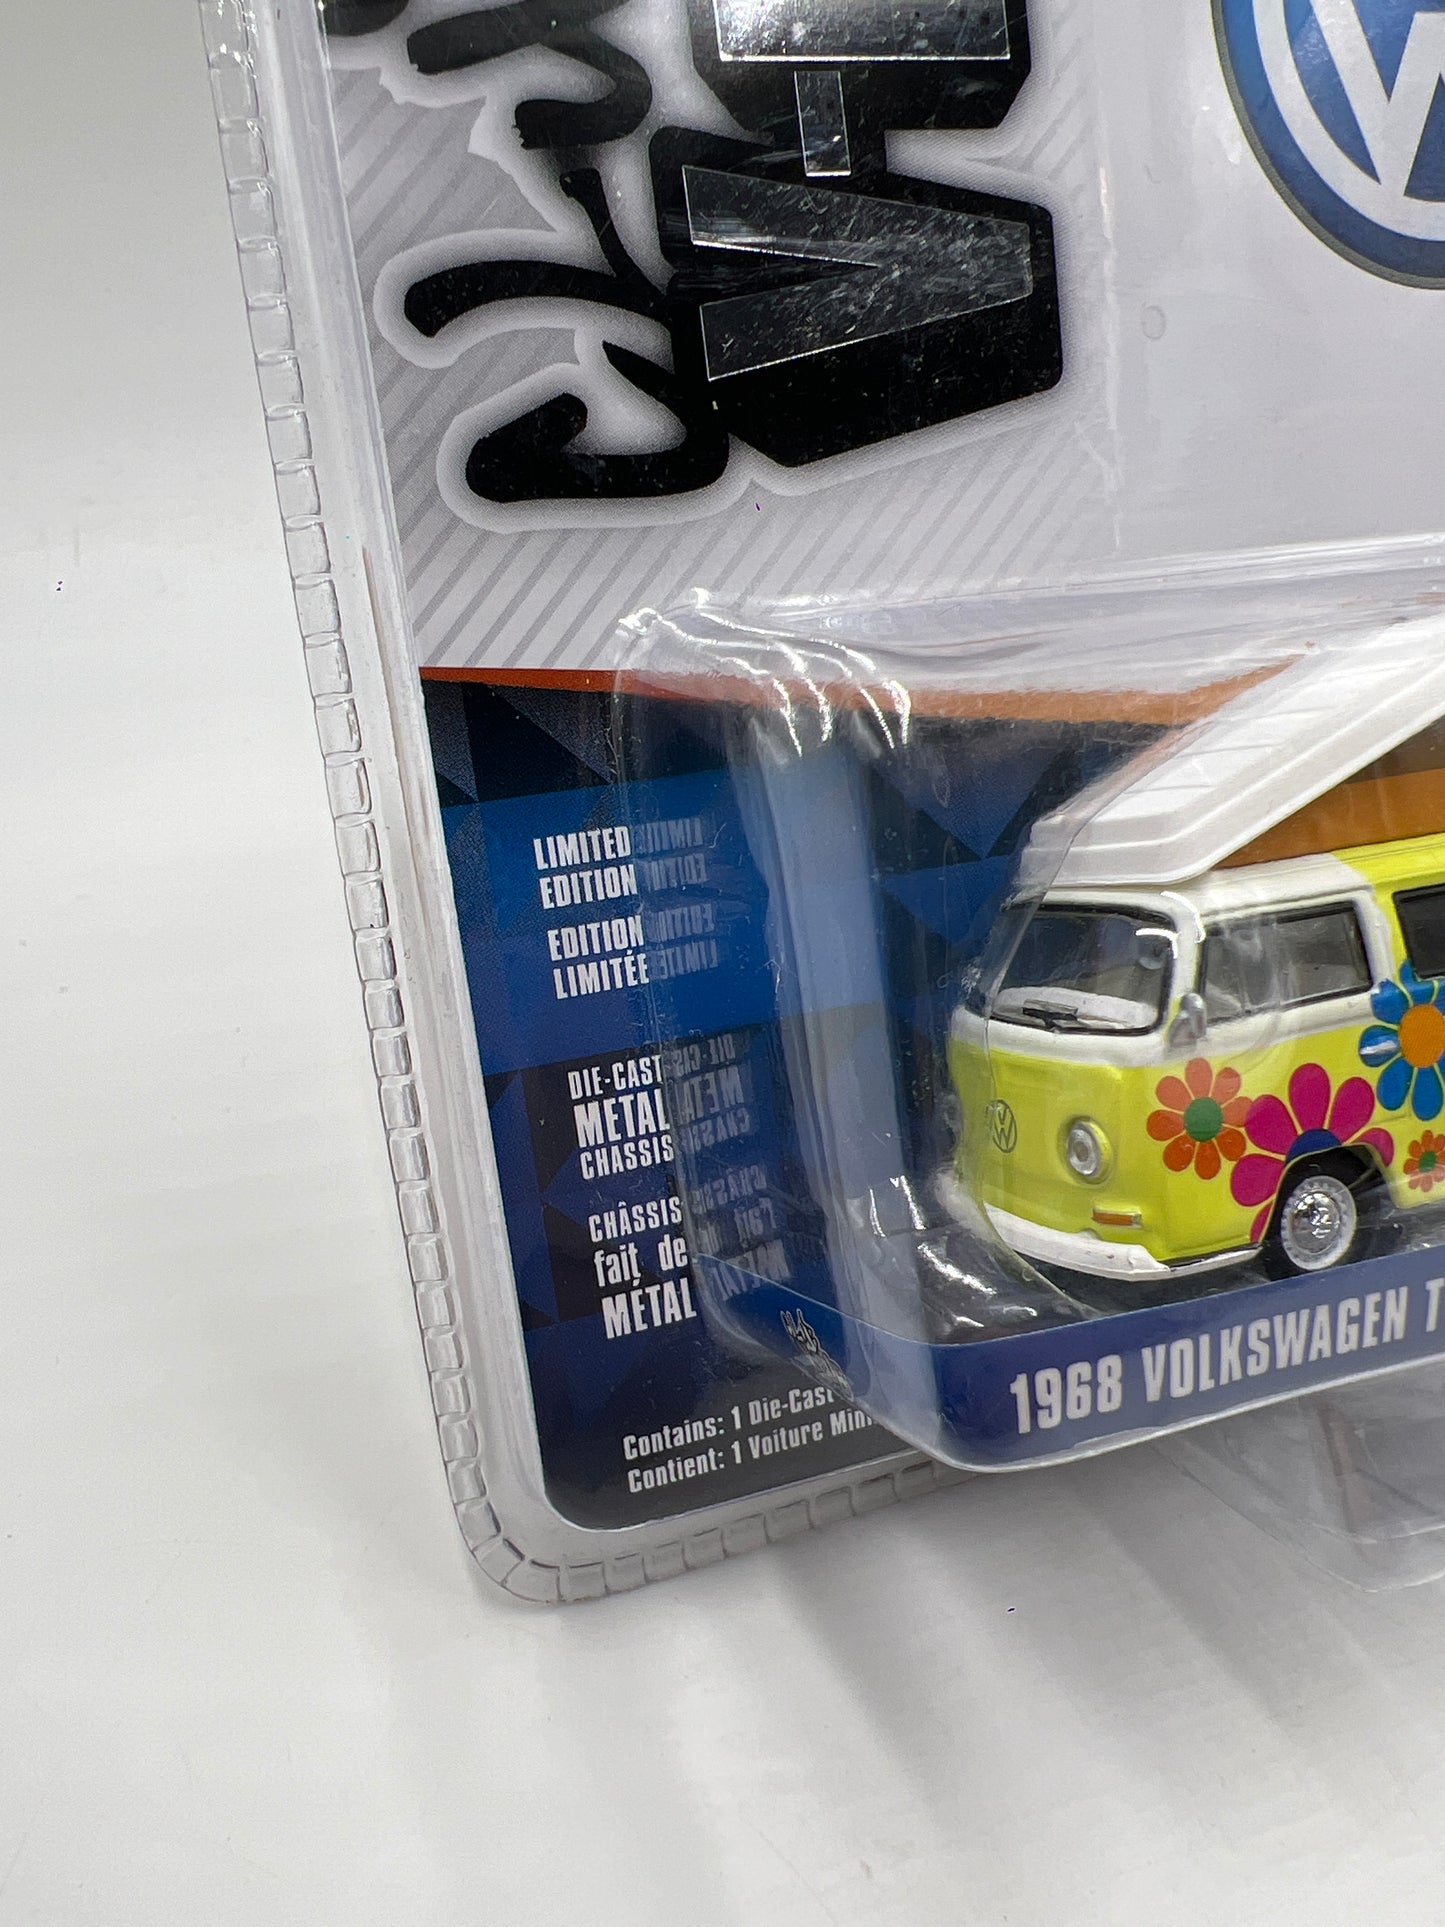 LIMITED
EDITION
EDITION
LIMITÉE
DIE-CAST
METAL
CHASSIS
CHÂSSIS
fait de
MÉTAL
Contains: 1 Die-Cast
Contient: 1 Voiture
1968 VOLKSWAGEN